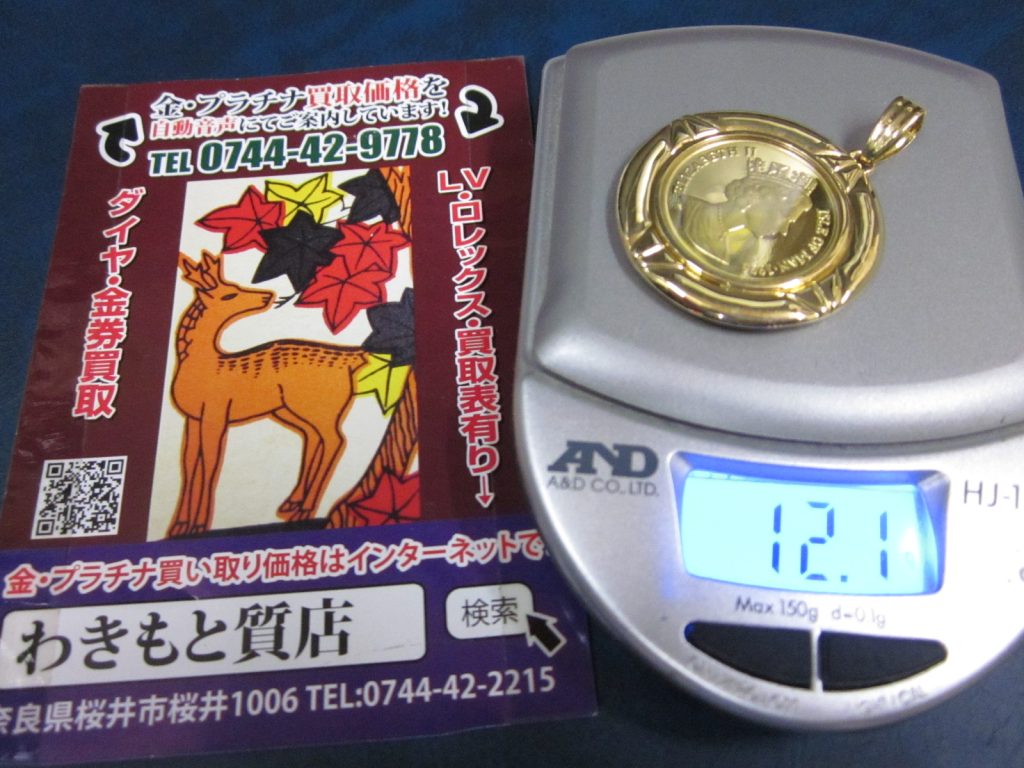 金・プラチナ買取価格を
自動音声にてご案内しています!
TEL 0744-42-9778
ダイヤ・金券買取
LV・ロレックス・買取表有り→
金・プラチナ買い取り価格はインターネットで
わきもと質店
検索
奈良県桜井市桜井1006 TEL:0744-42-2215
ELIZABETH II
ISLE OF MAN
AND
A&D CO., LTD.
HJ-1
12.1
Max 150g d=0.1g